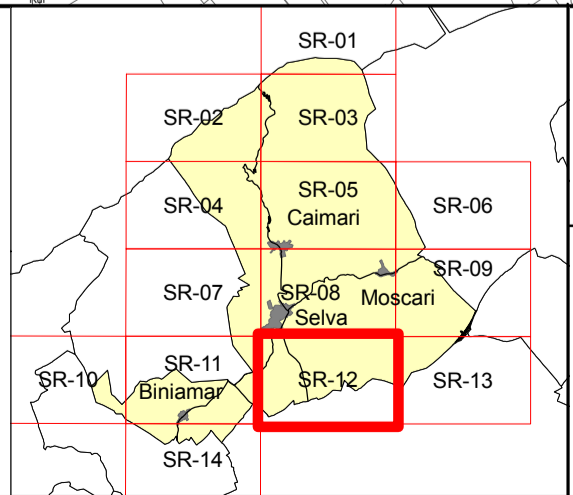 SR-01
SR-02 SR-03
SR-04 SR-05 SR-06
Caimari
SR-07 SR-08 SR-09
Moscari
Selva
SR-10 SR-11 SR-12 SR-13
Biniamar
SR-14